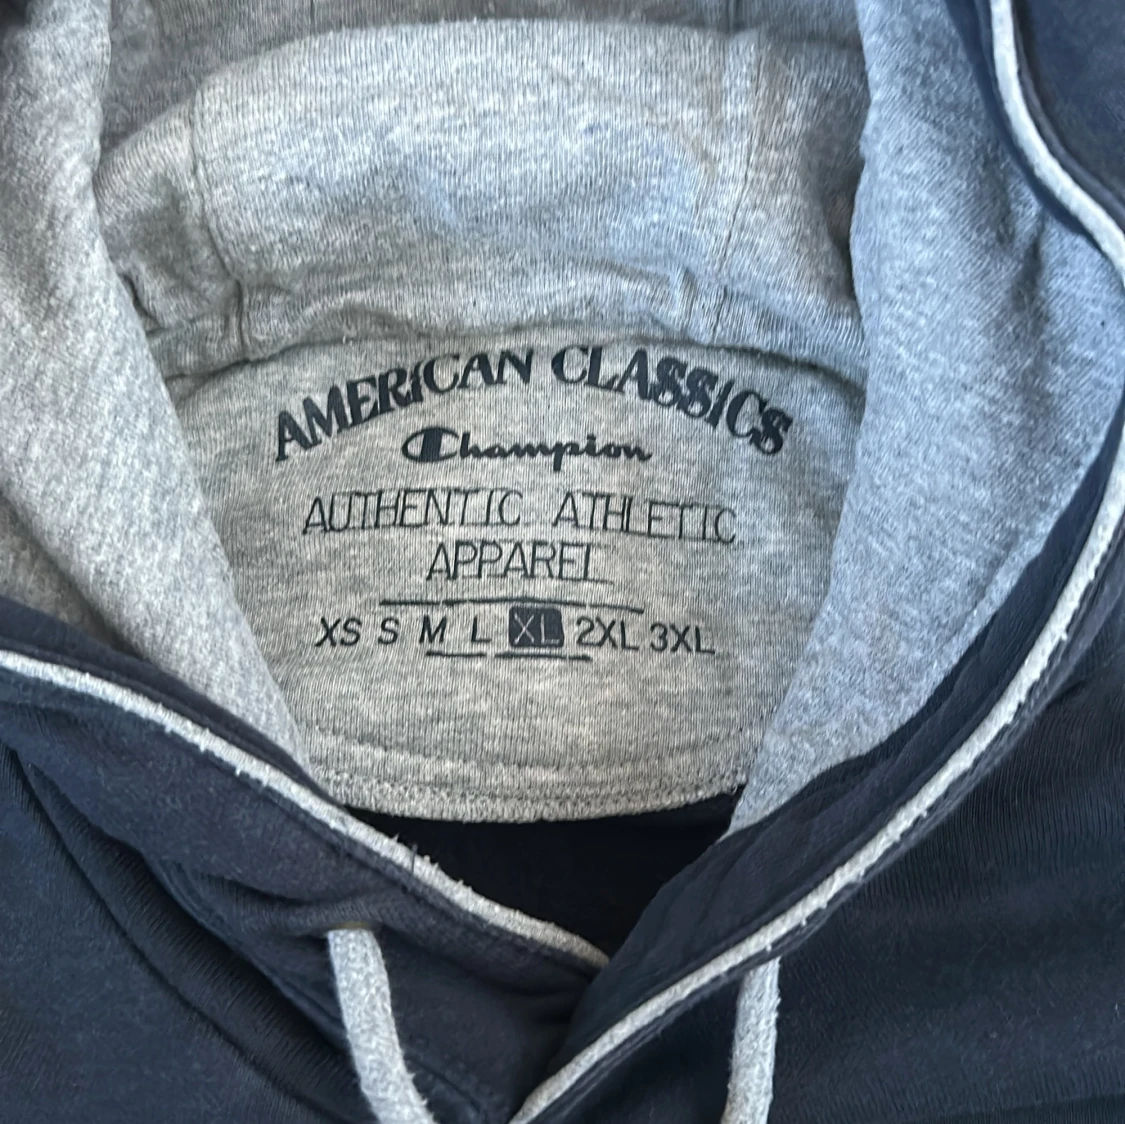 AMERICAN CLASSICS
Champion
AUTHENTIC ATHLETIC
APPAREL
XS S M L XL 2XL 3XL